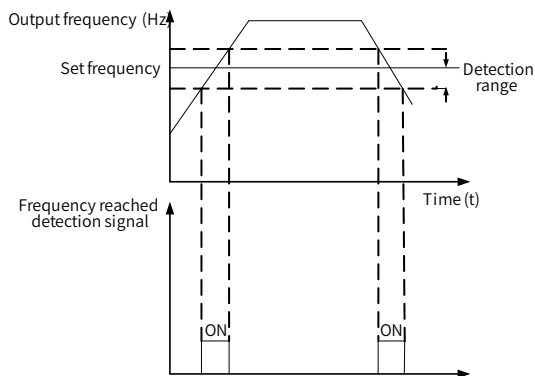 Output frequency (Hz)
Set frequency
Detection
range
Time (t)
Frequency reached
detection signal
ON
ON